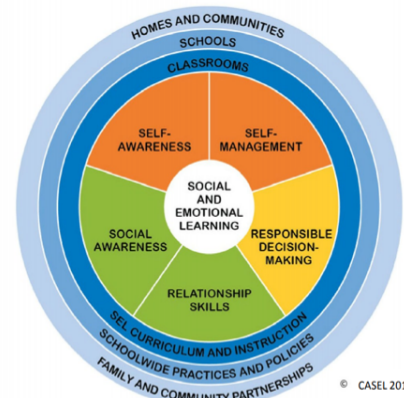 HOMES AND COMMUNITIES
SCHOOLS
CLASSROOMS
SELF-
AWARENESS
SELF-
MANAGEMENT
SOCIAL
AND
EMOTIONAL
LEARNING
SOCIAL
AWARENESS
RESPONSIBLE
DECISION-
MAKING
RELATIONSHIP
SKILLS
SEL CURRICULUM AND INSTRUCTION
SCHOOLWIDE PRACTICES AND POLICIES
FAMILY AND COMMUNITY PARTNERSHIPS
© CASEL 201